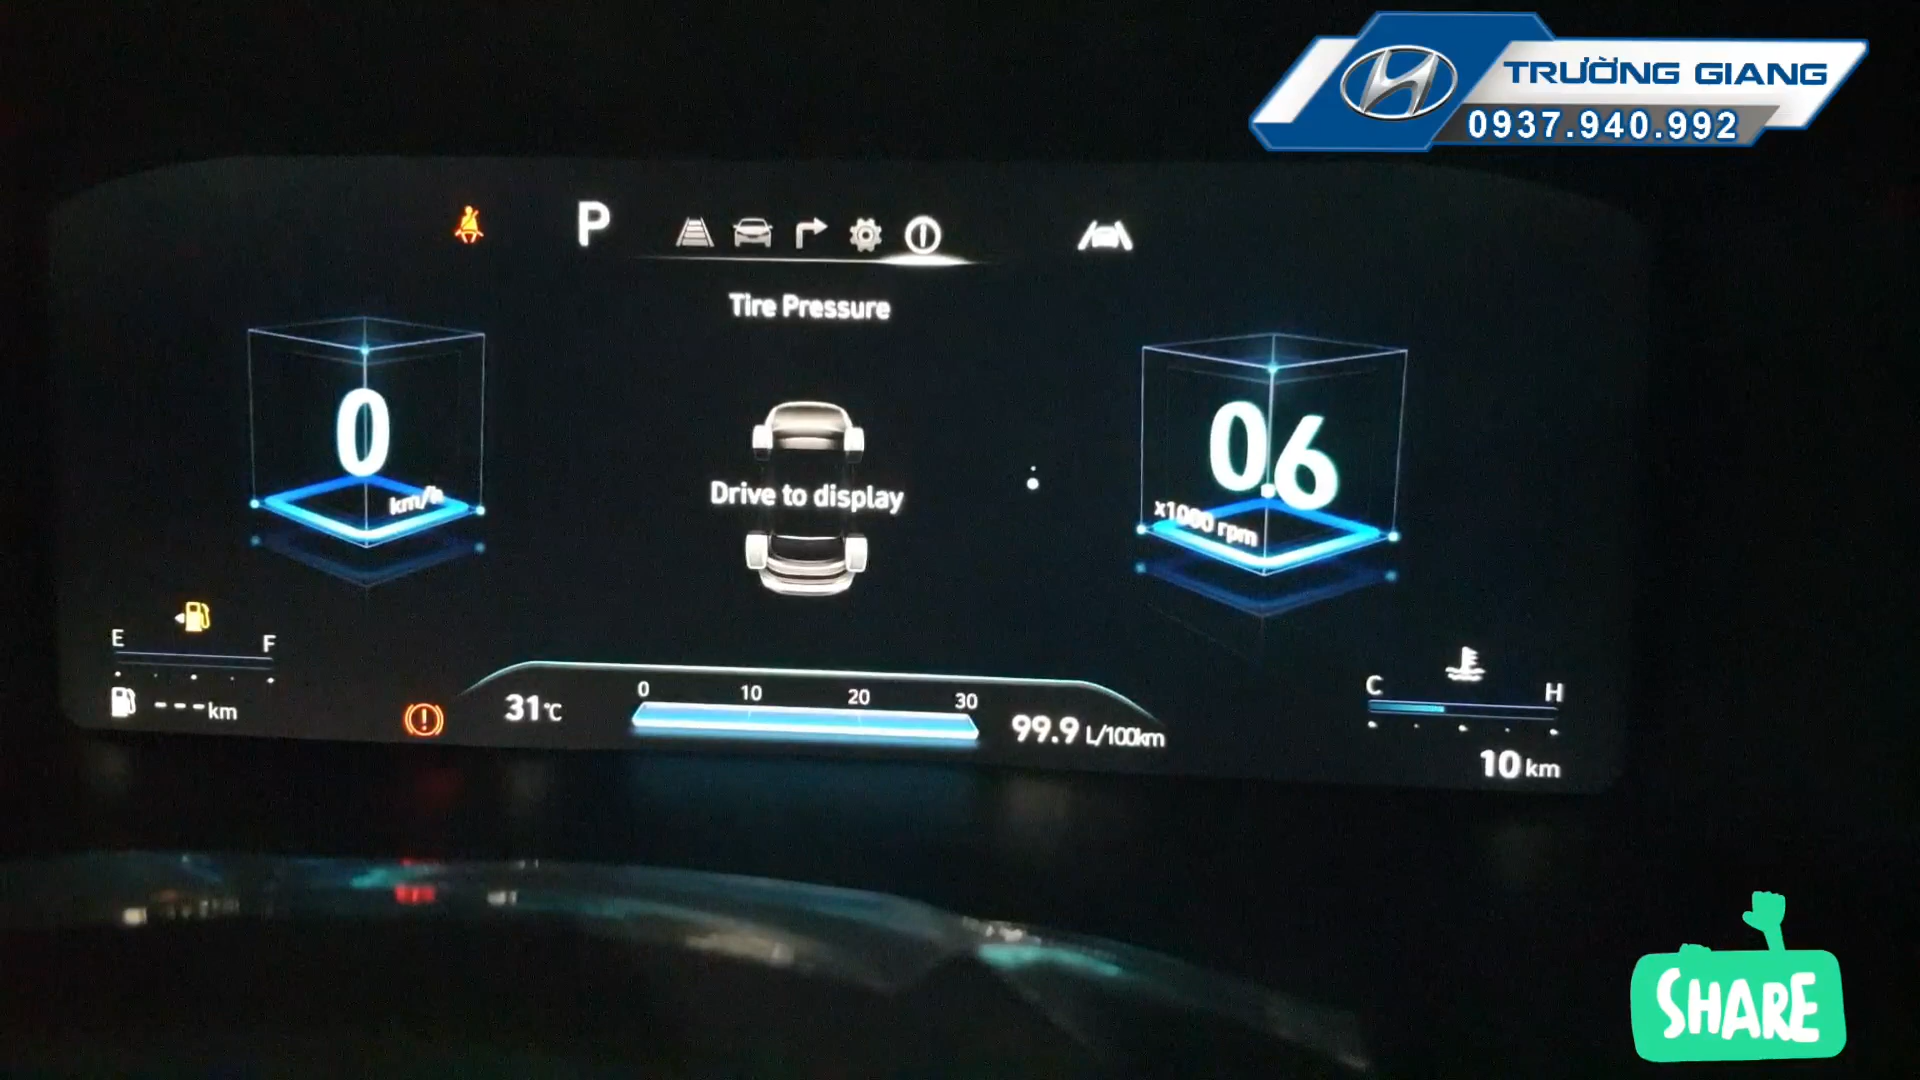 TRƯỜNG GIANG
0937.940.992
P
Tire Pressure
0
km/h
Drive to display
0.6
x1000 rpm
E F
--- km
31°C
0 10 20 30
99.9 L/100km
C H
10 km
SHARE